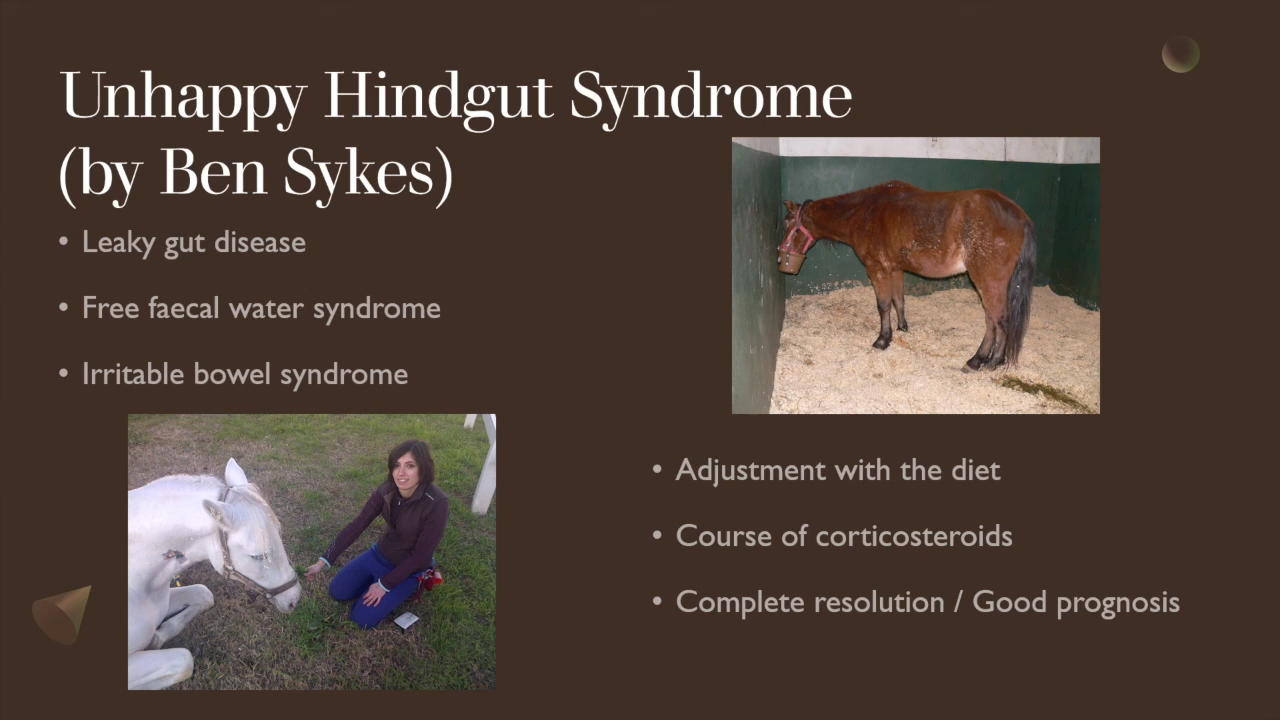 Unhappy Hindgut Syndrome
(by Ben Sykes)
• Leaky gut disease
• Free faecal water syndrome
• Irritable bowel syndrome
• Adjustment with the diet
• Course of corticosteroids
• Complete resolution / Good prognosis